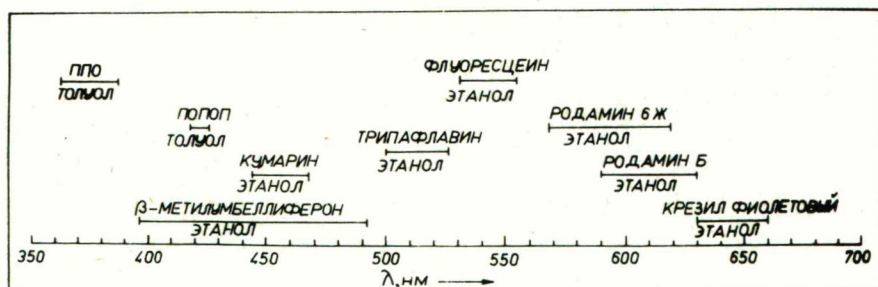 ППО
ТОЛУОЛ
ПОПОП
ТОЛУОЛ
КУМАРИН
ЭТАНОЛ
β-МЕТИЛУМБЕЛЛИФЕРОН
ЭТАНОЛ
ТРИПАФЛАВИН
ЭТАНОЛ
ФЛУОРЕСЦЕИН
ЭТАНОЛ
РОДАМИН 6Ж
ЭТАНОЛ
РОДАМИН Б
ЭТАНОЛ
КРЕЗИЛ ФИОЛЕТОВЫЙ
ЭТАНОЛ
350 400 450 500 550 600 650 700
λ, нм